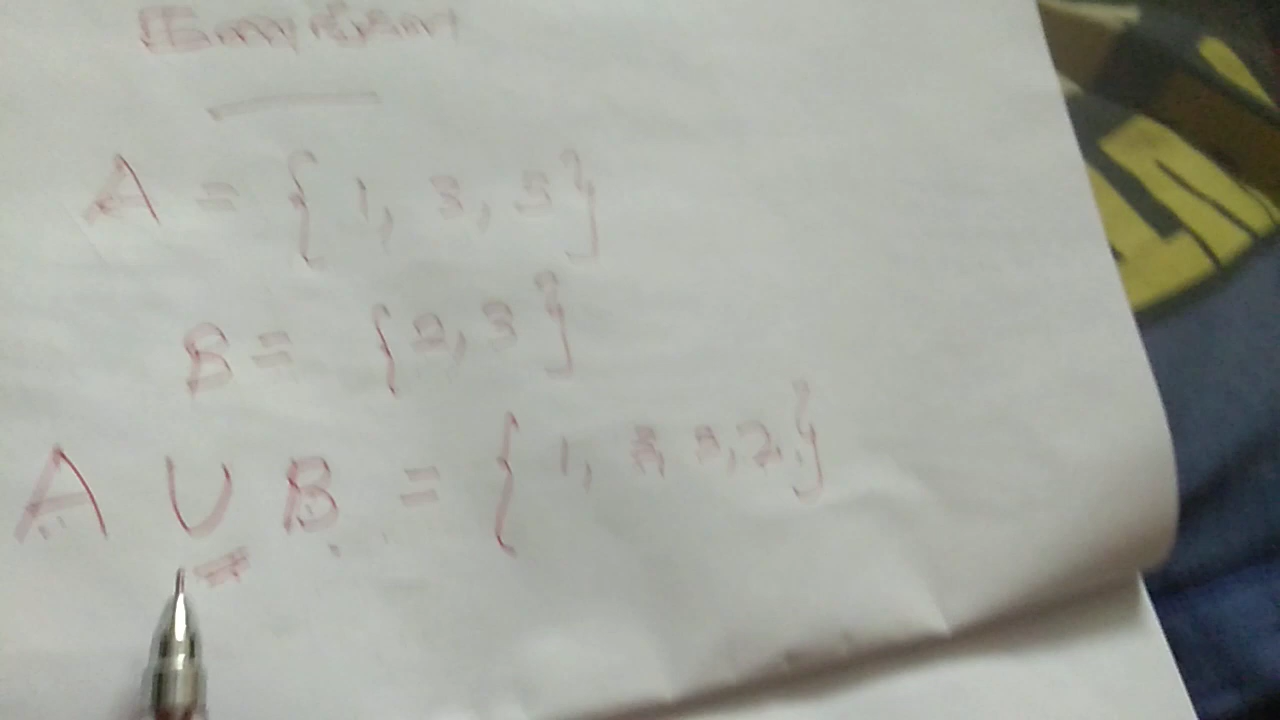 A = { 1, 3, 5}
B = {2, 3}
A U B = { 1, 3, 5, 2}